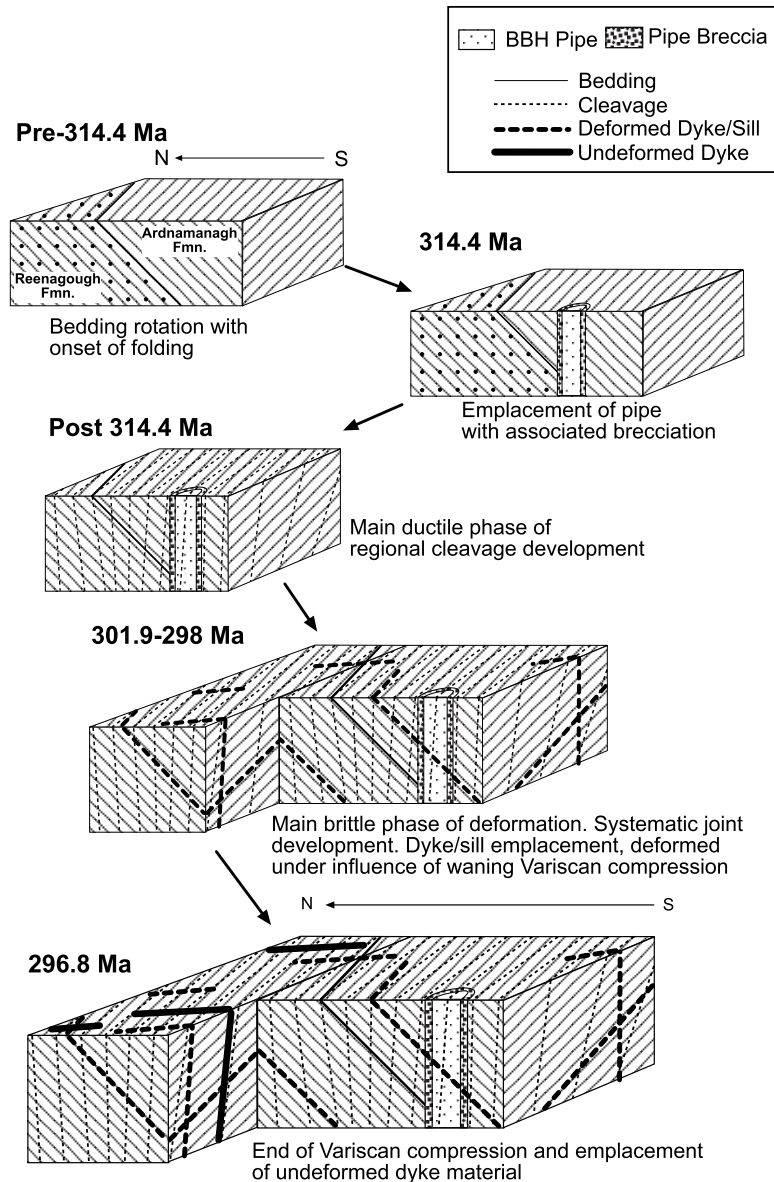 BBH Pipe
Pipe Breccia
Bedding
Cleavage
Deformed Dyke/Sill
Undeformed Dyke
Pre-314.4 Ma
N
S
Ardnamanagh
Fmn.
Reenagough
Fmn.
Bedding rotation with
onset of folding
314.4 Ma
Emplacement of pipe
with associated brecciation
Post 314.4 Ma
Main ductile phase of
regional cleavage development
301.9-298 Ma
Main brittle phase of deformation. Systematic joint
development. Dyke/sill emplacement, deformed
under influence of waning Variscan compression
N
S
296.8 Ma
End of Variscan compression and emplacement
of undeformed dyke material